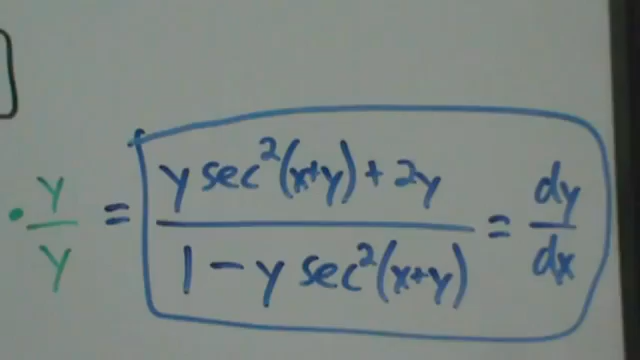 · y/y = (y sec²(x+y) + 2y)/(1 - y sec²(x+y)) = dy/dx